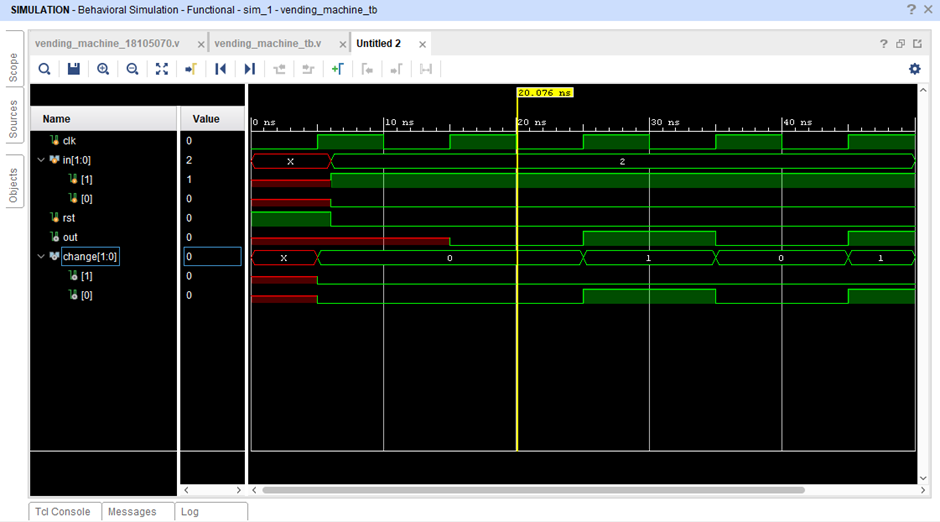 SIMULATION - Behavioral Simulation - Functional - sim_1 - vending_machine_tb ? ×
Scope
Sources
Objects
vending_machine_18105070.v ×
vending_machine_tb.v ×
Untitled 2 ×
?
20.076 ns
Name Value
0 ns 10 ns 20 ns 30 ns 40 ns
clk 0
in[1:0] 2 X 2
[1] 1
[0] 0
rst 0
out 0
change[1:0] 0 X 0 1 0 1
[1] 0
[0] 0
Tcl Console Messages Log